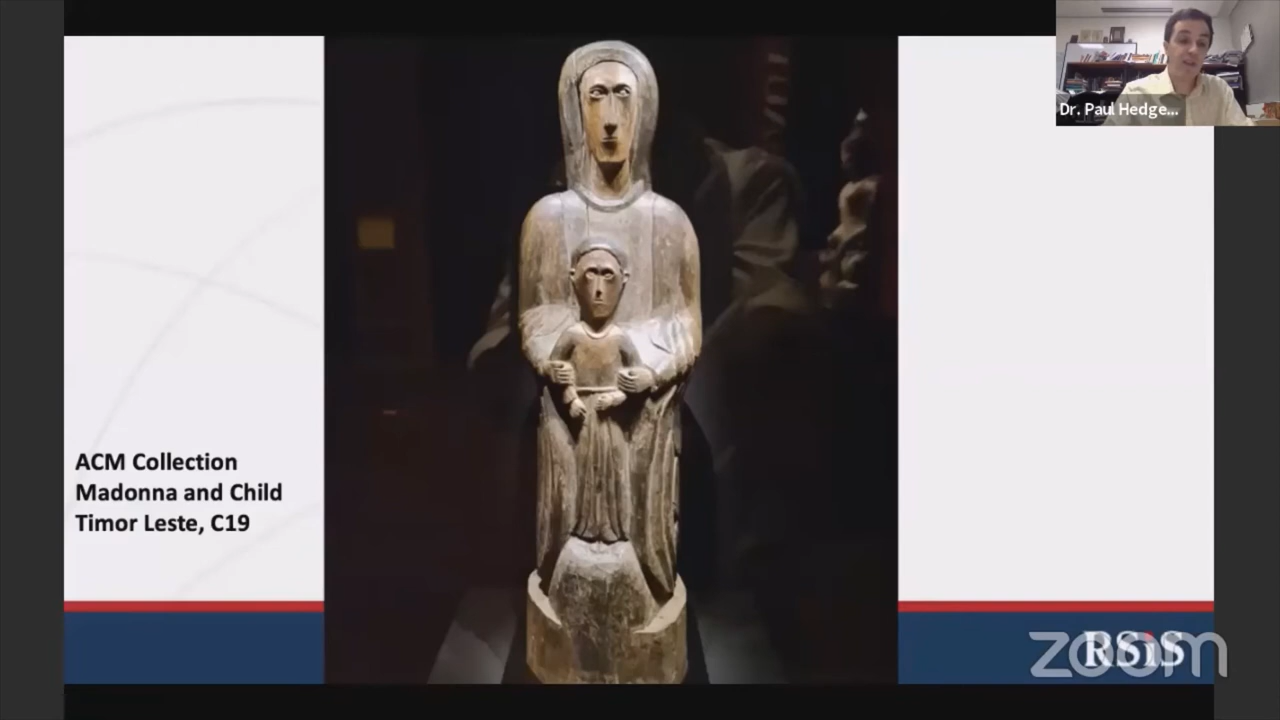 Dr. Paul Hedge...
ACM Collection
Madonna and Child
Timor Leste, C19
RSiS
zoom